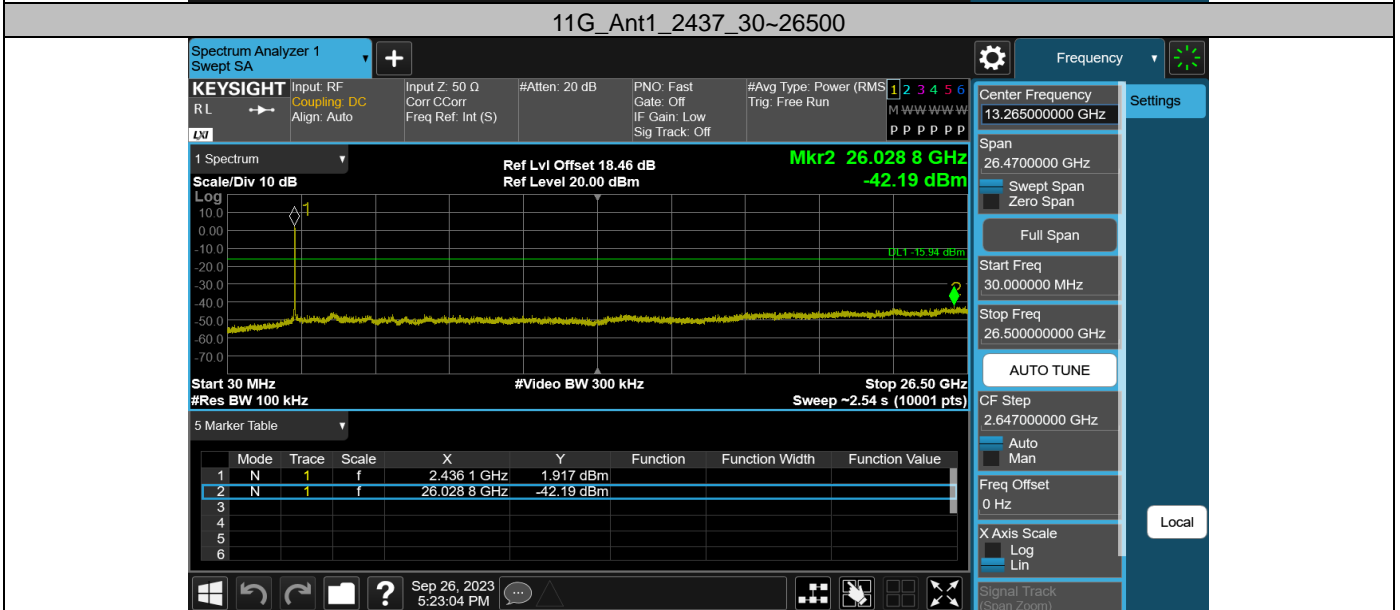 11G_Ant1_2437_30~26500
Spectrum Analyzer 1
Swept SA
Frequency
KEYSIGHT
RL
LXI
Input: RF
Coupling: DC
Align: Auto
Input Z: 50 Ω
Corr CCorr
Freq Ref: Int (S)
#Atten: 20 dB
PNO: Fast
Gate: Off
IF Gain: Low
Sig Track: Off
#Avg Type: Power (RMS
Trig: Free Run
1 2 3 4 5 6
M W W W W W
P P P P P P
Center Frequency
13.265000000 GHz
Settings
1 Spectrum
Scale/Div 10 dB
Ref Lvl Offset 18.46 dB
Ref Level 20.00 dBm
Mkr2 26.028 8 GHz
-42.19 dBm
Log
10.0
0.00
-10.0
-20.0
-30.0
-40.0
-50.0
-60.0
-70.0
1
2
DL1 -15.94 dBm
Start 30 MHz
#Res BW 100 kHz
#Video BW 300 kHz
Stop 26.50 GHz
Sweep ~2.54 s (10001 pts)
Span
26.4700000 GHz
Swept Span
Zero Span
Full Span
Start Freq
30.000000 MHz
Stop Freq
26.500000000 GHz
AUTO TUNE
CF Step
2.647000000 GHz
Auto
Man
Freq Offset
0 Hz
X Axis Scale
Log
Lin
Signal Track
(Span Zoom)
Local
5 Marker Table
Mode Trace Scale X Y Function Function Width Function Value
1 N 1 f 2.436 1 GHz 1.917 dBm
2 N 1 f 26.028 8 GHz -42.19 dBm
3
4
5
6
?
Sep 26, 2023
5:23:04 PM